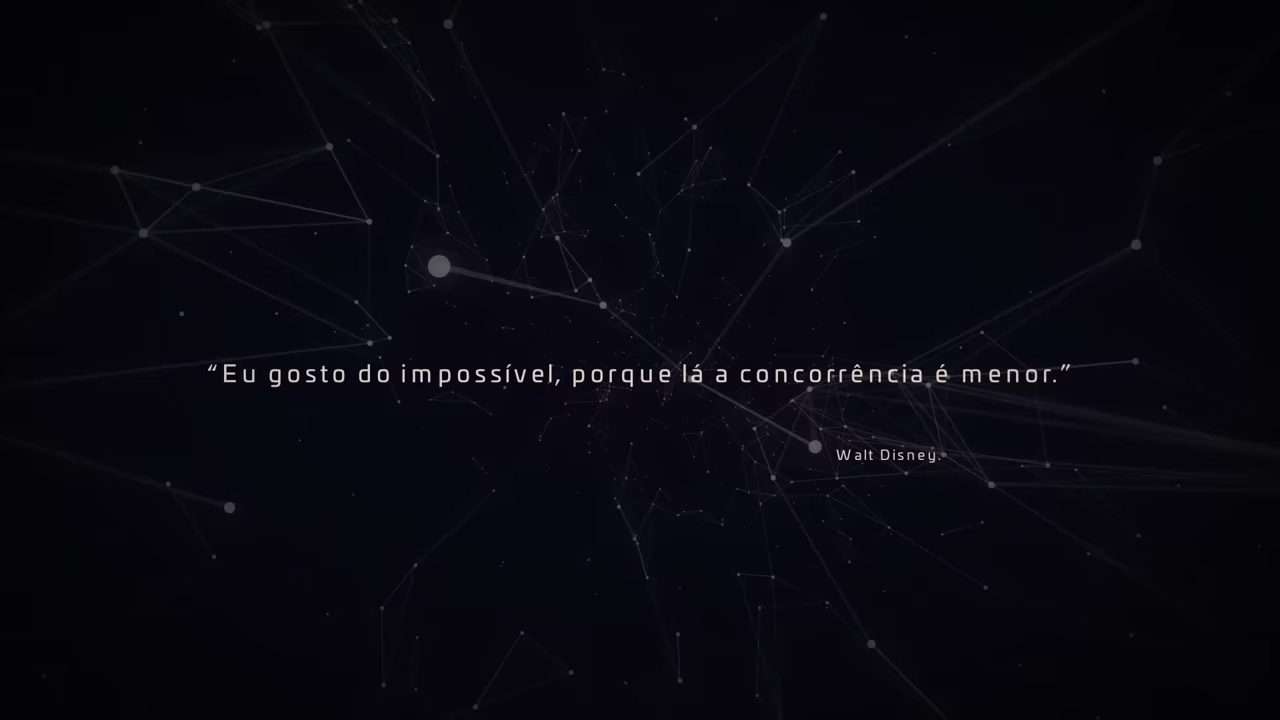 “Eu gosto do impossível, porque lá a concorrência é menor.”
Walt Disney.